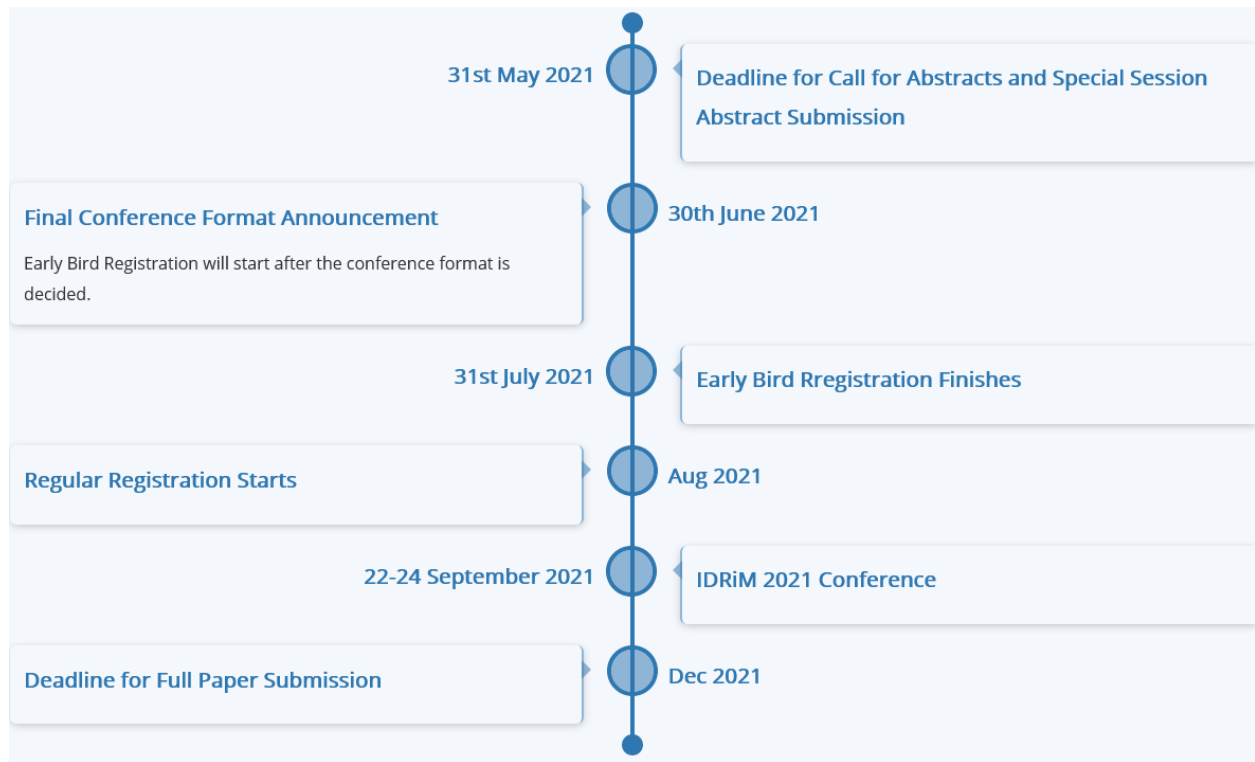 31st May 2021
Deadline for Call for Abstracts and Special Session
Abstract Submission
Final Conference Format Announcement
Early Bird Registration will start after the conference format is
decided.
30th June 2021
31st July 2021
Early Bird Rregistration Finishes
Regular Registration Starts
Aug 2021
22-24 September 2021
IDRiM 2021 Conference
Deadline for Full Paper Submission
Dec 2021